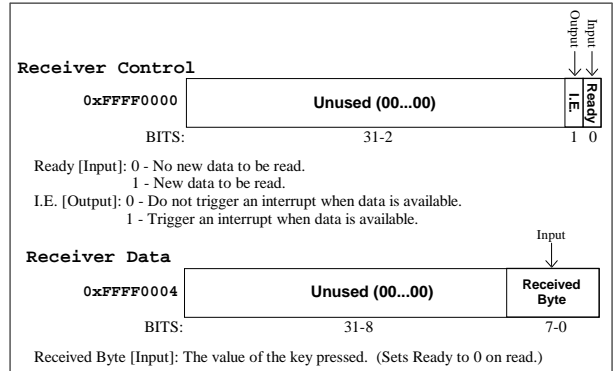 Output
Input
Receiver Control
0xFFFF0000
Unused (00...00)
I.E.
Ready
BITS:
31-2
1
0
Ready [Input]: 0 - No new data to be read.
1 - New data to be read.
I.E. [Output]: 0 - Do not trigger an interrupt when data is available.
1 - Trigger an interrupt when data is available.
Input
Receiver Data
0xFFFF0004
Unused (00...00)
Received
Byte
BITS:
31-8
7-0
Received Byte [Input]: The value of the key pressed. (Sets Ready to 0 on read.)